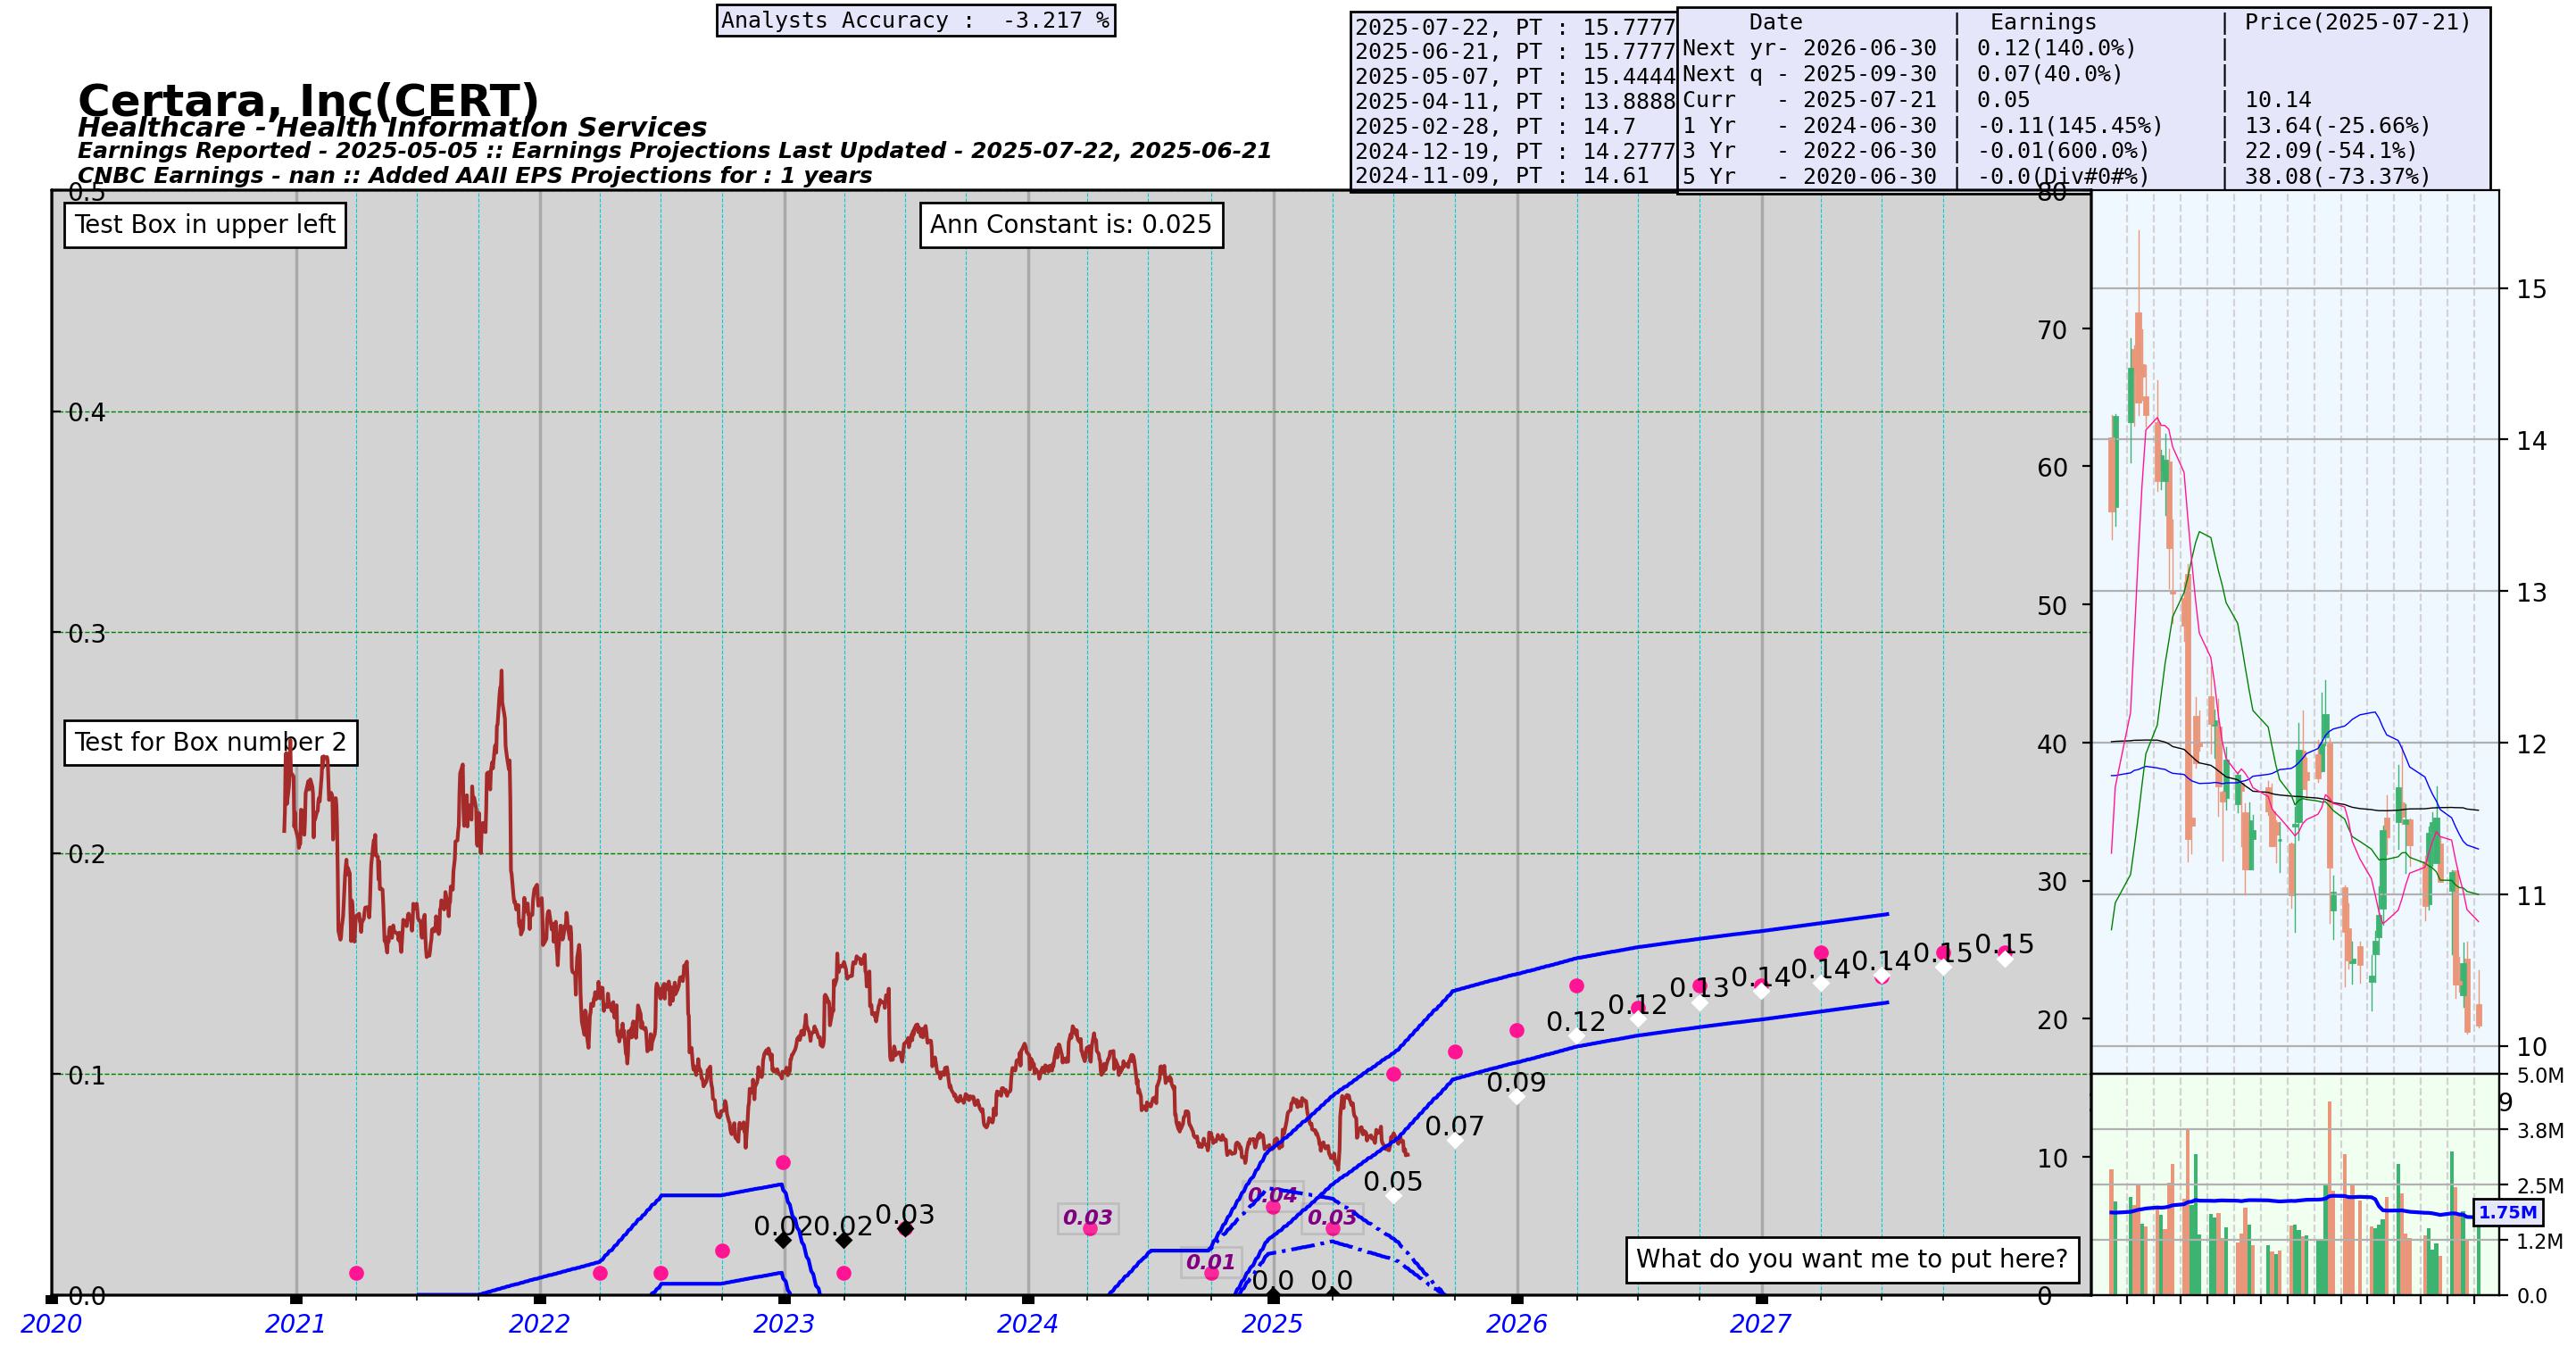 Analysts Accuracy :  -3.217 %
2025-07-22, PT : 15.7777
2025-06-21, PT : 15.7777
2025-05-07, PT : 15.4444
2025-04-11, PT : 13.8888
2025-02-28, PT : 14.7
2024-12-19, PT : 14.2777
2024-11-09, PT : 14.61
Date | Earnings | Price(2025-07-21)
Next yr- 2026-06-30 | 0.12(140.0%) |
Next q - 2025-09-30 | 0.07(40.0%) |
Curr - 2025-07-21 | 0.05 | 10.14
1 Yr - 2024-06-30 | -0.11(145.45%) | 13.64(-25.66%)
3 Yr - 2022-06-30 | -0.01(600.0%) | 22.09(-54.1%)
5 Yr - 2020-06-30 | -0.0(Div#0#%) | 38.08(-73.37%)
Certara, Inc(CERT)
Healthcare - Health Information Services
Earnings Reported - 2025-05-05 :: Earnings Projections Last Updated - 2025-07-22, 2025-06-21
CNBC Earnings - nan :: Added AAII EPS Projections for : 1 years
0.5
80
Test Box in upper left
Ann Constant is: 0.025
15
70
0.4
14
60
13
50
0.3
Test for Box number 2
40
12
30
11
0.2
20
10
0.1
5.0M
9
3.8M
10
2.5M
1.75M
1.2M
0.0
0.0
0
0.02
0.02
0.03
0.03
0.01
0.04
0.03
0.0
0.0
0.05
0.07
0.09
0.12
0.12
0.13
0.14
0.14
0.14
0.15
0.15
What do you want me to put here?
2020
2021
2022
2023
2024
2025
2026
2027